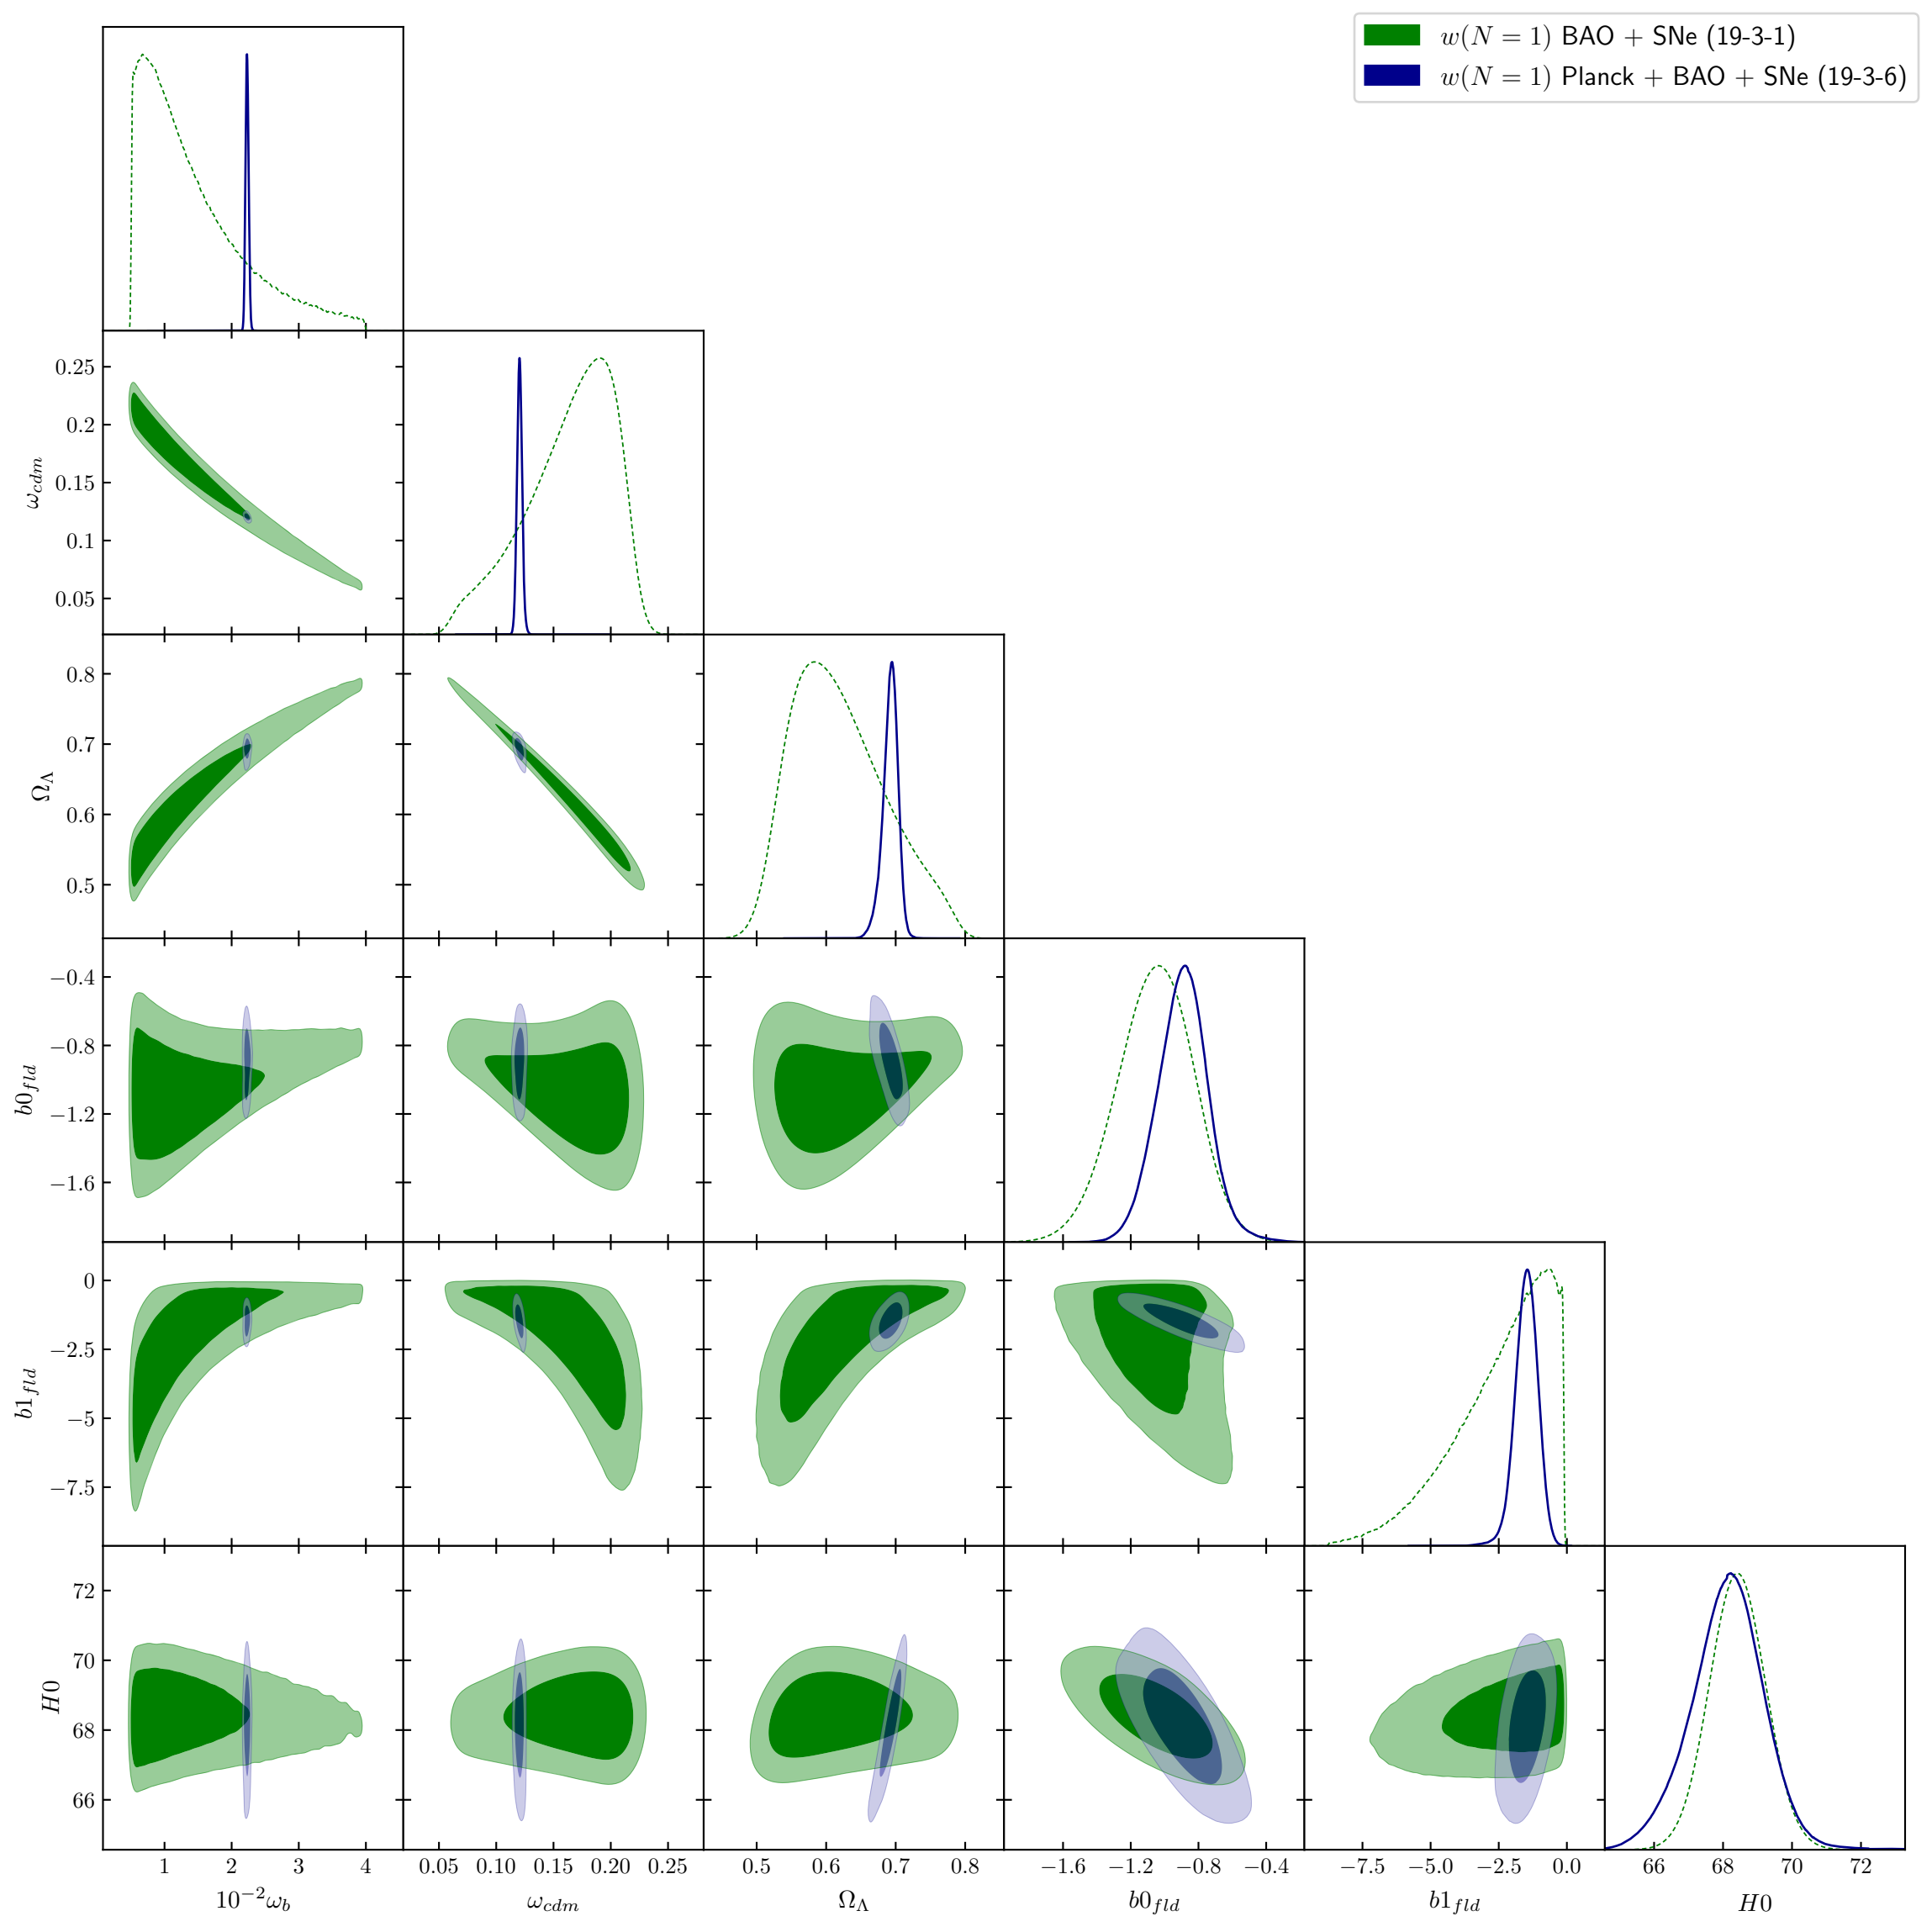 w(N = 1) BAO + SNe (19-3-1)
w(N = 1) Planck + BAO + SNe (19-3-6)
0.25
0.2
0.15
0.1
0.05
ω_cdm
0.8
0.7
0.6
0.5
Ω_Λ
−0.4
−0.8
−1.2
−1.6
b0_fld
0
−2.5
−5
−7.5
b1_fld
72
70
68
66
H0
1 2 3 4
0.05 0.10 0.15 0.20 0.25
0.5 0.6 0.7 0.8
−1.6 −1.2 −0.8 −0.4
−7.5 −5.0 −2.5 0.0
66 68 70 72
10^−2 ω_b
ω_cdm
Ω_Λ
b0_fld
b1_fld
H0